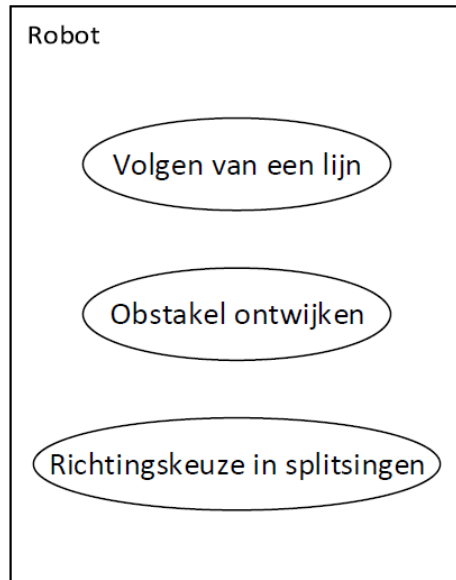 Robot
Volgen van een lijn
Obstakel ontwijken
Richtingskeuze in splitsingen